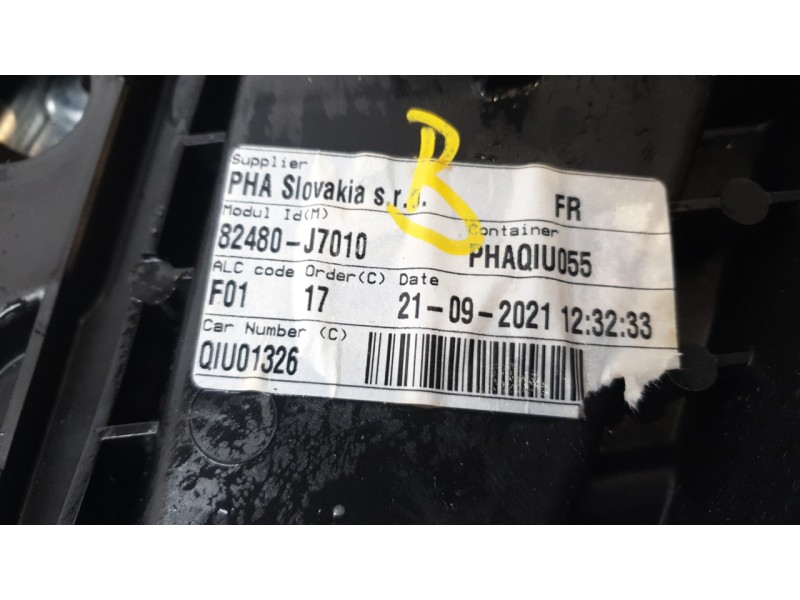 B
Supplier
PHA Slovakia s.r.o. FR
Modul Id(M) Container
82480-J7010 PHAQIU055
ALC code Order(C) Date
F01 17 21-09-2021 12:32:33
Car Number (C)
QIU01326